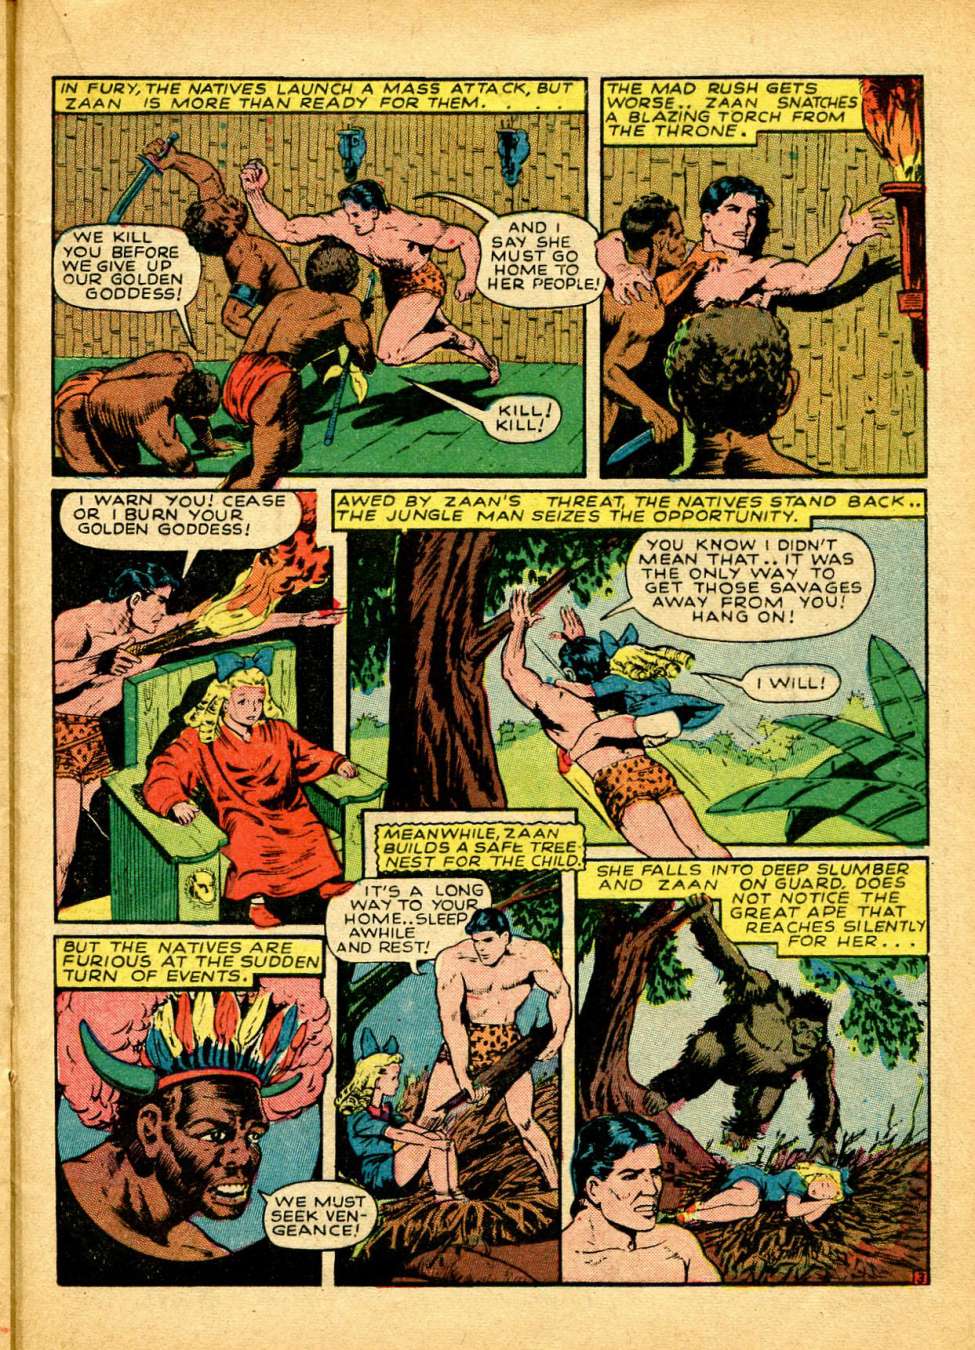 IN FURY, THE NATIVES LAUNCH A MASS ATTACK, BUT
ZAAN IS MORE THAN READY FOR THEM. . . . .
WE KILL
YOU BEFORE
WE GIVE UP
OUR GOLDEN
GODDESS!
AND I
SAY SHE
MUST GO
HOME TO
HER PEOPLE!
KILL!
KILL!
THE MAD RUSH GETS
WORSE.. ZAAN SNATCHES
A BLAZING TORCH FROM
THE THRONE.
I WARN YOU! CEASE
OR I BURN YOUR
GOLDEN GODDESS!
AWED BY ZAAN'S THREAT, THE NATIVES STAND BACK..
THE JUNGLE MAN SEIZES THE OPPORTUNITY.
YOU KNOW I DIDN'T
MEAN THAT.. IT WAS
THE ONLY WAY TO
GET THOSE SAVAGES
AWAY FROM YOU!
HANG ON!
I WILL!
BUT THE NATIVES ARE
FURIOUS AT THE SUDDEN
TURN OF EVENTS.
WE MUST
SEEK VEN-
GEANCE!
MEANWHILE, ZAAN
BUILDS A SAFE TREE
NEST FOR THE CHILD.
IT'S A LONG
WAY TO YOUR
HOME..SLEEP
AWHILE
AND REST!
SHE FALLS INTO DEEP SLUMBER
AND ZAAN ON GUARD, DOES
NOT NOTICE THE
GREAT APE THAT
REACHES SILENTLY
FOR HER...
3